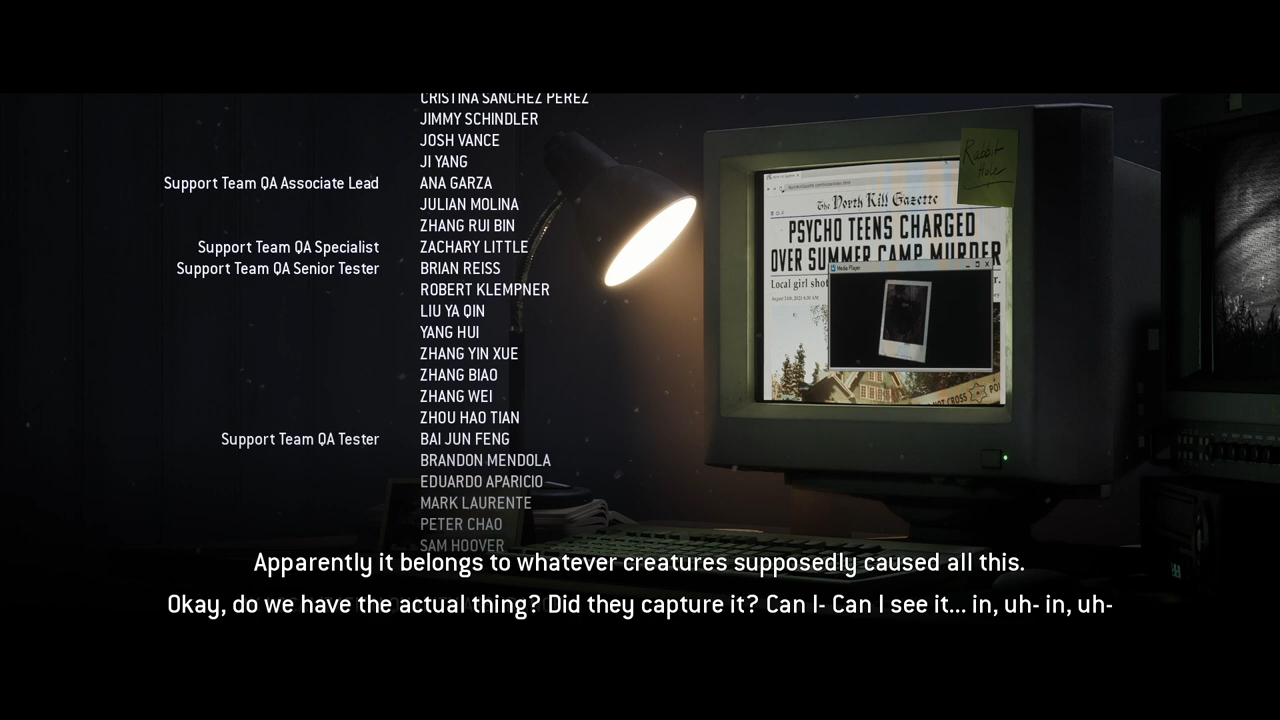 CRISTINA SANCHEZ PEREZ
JIMMY SCHINDLER
JOSH VANCE
JI YANG
Support Team QA Associate Lead ANA GARZA
JULIAN MOLINA
ZHANG RUI BIN
Support Team QA Specialist ZACHARY LITTLE
Support Team QA Senior Tester BRIAN REISS
ROBERT KLEMPNER
LIU YA QIN
YANG HUI
ZHANG YIN XUE
ZHANG BIAO
ZHANG WEI
ZHOU HAO TIAN
Support Team QA Tester BAI JUN FENG
BRANDON MENDOLA
EDUARDO APARICIO
MARK LAURENTE
PETER CHAO
SAM HOOVER
Rabbit
Hole
The North Kill Gazette
PSYCHO TEENS CHARGED
OVER SUMMER CAMP MURDER
Media Player
Local girl shot
NOT CROSS
Apparently it belongs to whatever creatures supposedly caused all this.
Okay, do we have the actual thing? Did they capture it? Can I- Can I see it... in, uh- in, uh-